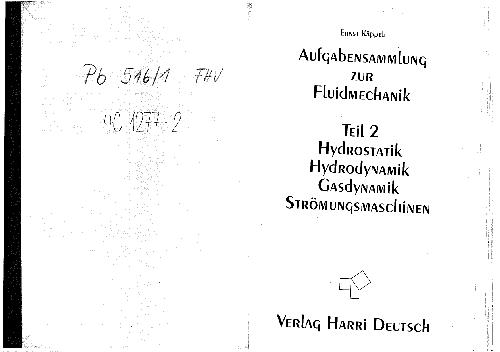 Pb 516/1 FHV
UC 1277-2
Ernst Käppeli
Aufgabensammlung
zur
Fluidmechanik
Teil 2
Hydrostatik
Hydrodynamik
Gasdynamik
Strömungsmaschinen
Verlag Harri Deutsch